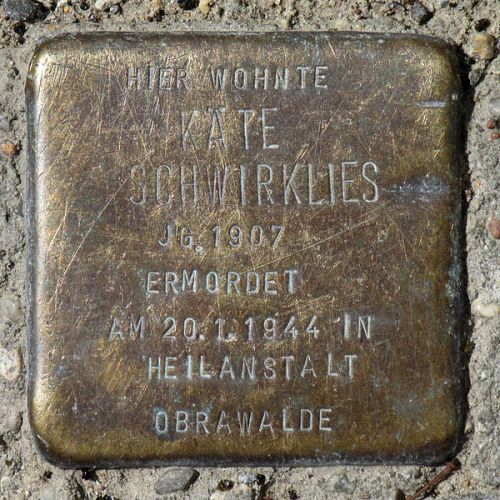 HIER WOHNTE
KÄTE
SCHWIRKLIES
JG. 1907
ERMORDET
AM 20.1.1944 IN
HEILANSTALT
OBRAWALDE